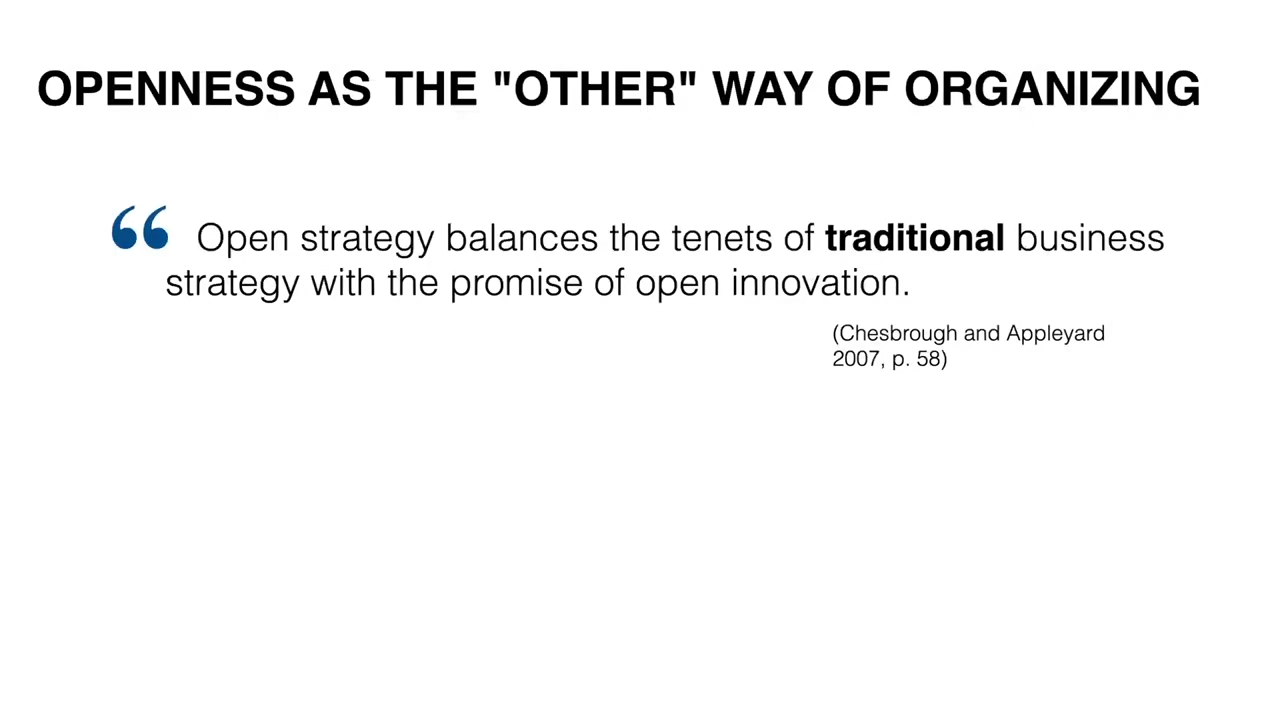 OPENNESS AS THE "OTHER" WAY OF ORGANIZING
“ Open strategy balances the tenets of traditional business
strategy with the promise of open innovation.
(Chesbrough and Appleyard
2007, p. 58)